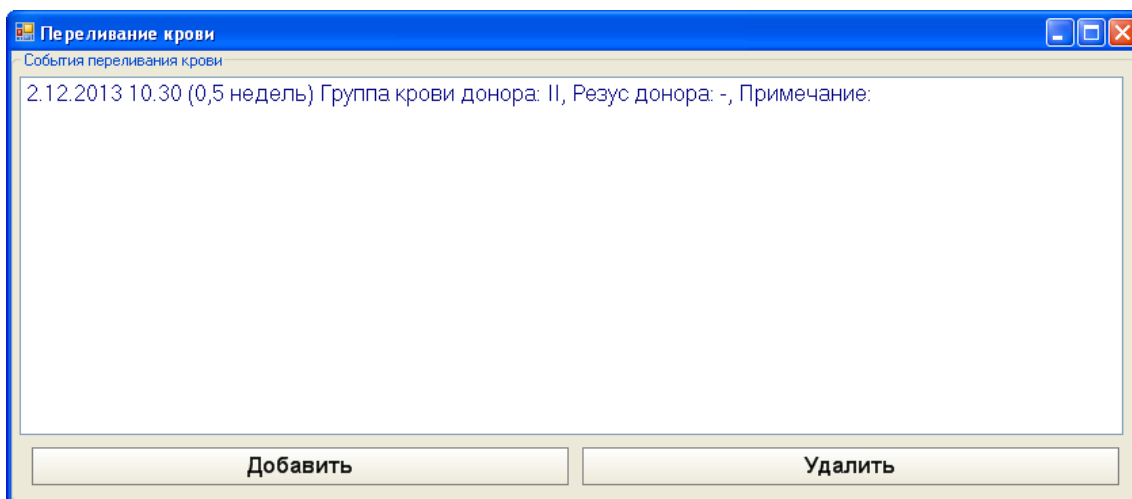 Переливание крови
События переливания крови
2.12.2013 10.30 (0,5 недель) Группа крови донора: II, Резус донора: -, Примечание:
Добавить Удалить